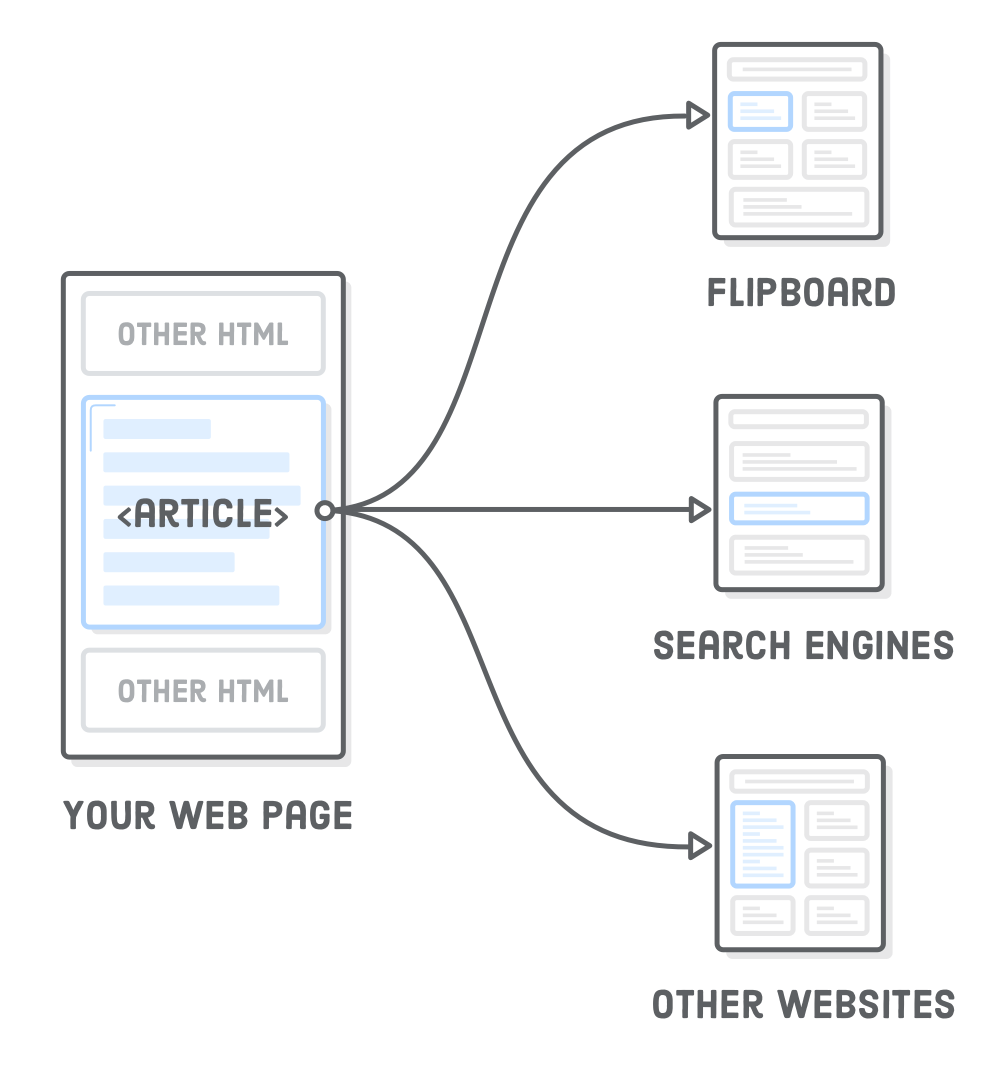 OTHER HTML
<ARTICLE>
OTHER HTML
YOUR WEB PAGE
FLIPBOARD
SEARCH ENGINES
OTHER WEBSITES